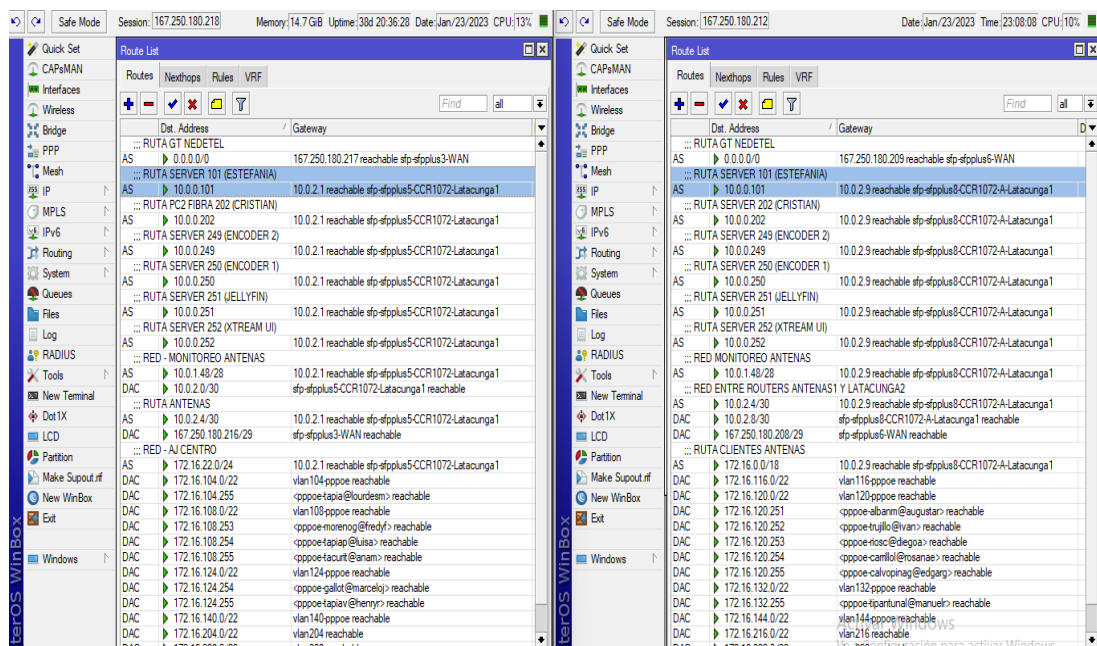 Safe Mode Session: 167.250.180.218 Memory: 14.7 GiB Uptime: 38d 20:36:28 Date: Jan/23/2023 CPU: 13%
Quick Set
CAPsMAN
Interfaces
Wireless
Bridge
PPP
Mesh
IP
MPLS
IPv6
Routing
System
Queues
Files
Log
RADIUS
Tools
New Terminal
Dot1X
LCD
Partition
Make Supout.rif
New WinBox
Exit
Windows
terOS WinBox
Route List
Routes Nexthops Rules VRF
Find all
Dst. Address / Gateway
;;; RUTA GT NEDETEL
AS 0.0.0.0/0 167.250.180.217 reachable sfp-sfpplus3-WAN
;;; RUTA SERVER 101 (ESTEFANIA)
AS 10.0.0.101 10.0.2.1 reachable sfp-sfpplus5-CCR1072-Latacunga1
;;; RUTA PC2 FIBRA 202 (CRISTIAN)
AS 10.0.0.202 10.0.2.1 reachable sfp-sfpplus5-CCR1072-Latacunga1
;;; RUTA SERVER 249 (ENCODER 2)
AS 10.0.0.249 10.0.2.1 reachable sfp-sfpplus5-CCR1072-Latacunga1
;;; RUTA SERVER 250 (ENCODER 1)
AS 10.0.0.250 10.0.2.1 reachable sfp-sfpplus5-CCR1072-Latacunga1
;;; RUTA SERVER 251 (JELLYFIN)
AS 10.0.0.251 10.0.2.1 reachable sfp-sfpplus5-CCR1072-Latacunga1
;;; RUTA SERVER 252 (XTREAM UI)
AS 10.0.0.252 10.0.2.1 reachable sfp-sfpplus5-CCR1072-Latacunga1
;;; RED - MONITOREO ANTENAS
AS 10.0.1.48/28 10.0.2.1 reachable sfp-sfpplus5-CCR1072-Latacunga1
DAC 10.0.2.0/30 sfp-sfpplus5-CCR1072-Latacunga1 reachable
;;; RUTA ANTENAS
AS 10.0.2.4/30 10.0.2.1 reachable sfp-sfpplus5-CCR1072-Latacunga1
DAC 167.250.180.216/29 sfp-sfpplus3-WAN reachable
;;; RED - AJ CENTRO
AS 172.16.22.0/24 10.0.2.1 reachable sfp-sfpplus5-CCR1072-Latacunga1
DAC 172.16.104.0/22 vlan104-pppoe reachable
DAC 172.16.104.255 <pppoe-tapia@lourdesm> reachable
DAC 172.16.108.0/22 vlan108-pppoe reachable
DAC 172.16.108.253 <pppoe-morenog@fredyf> reachable
DAC 172.16.108.254 <pppoe-tapiap@luisa> reachable
DAC 172.16.108.255 <pppoe-tacurit@anam> reachable
DAC 172.16.124.0/22 vlan124-pppoe reachable
DAC 172.16.124.254 <pppoe-gallot@marceloj> reachable
DAC 172.16.124.255 <pppoe-tapiav@henryr> reachable
DAC 172.16.140.0/22 vlan140-pppoe reachable
DAC 172.16.204.0/22 vlan204 reachable
Safe Mode Session: 167.250.180.212 Date: Jan/23/2023 Time: 23:08:08 CPU: 10%
Quick Set
CAPsMAN
Interfaces
Wireless
Bridge
PPP
Mesh
IP
MPLS
IPv6
Routing
System
Queues
Files
Log
RADIUS
Tools
New Terminal
Dot1X
LCD
Partition
Make Supout.rif
New WinBox
Exit
Windows
terOS WinBox
Route List
Routes Nexthops Rules VRF
Find all
Dst. Address / Gateway D
;;; RUTA GT NEDETEL
AS 0.0.0.0/0 167.250.180.209 reachable sfp-sfpplus6-WAN
;;; RUTA SERVER 101 (ESTEFANIA)
AS 10.0.0.101 10.0.2.9 reachable sfp-sfpplus8-CCR1072-A-Latacunga1
;;; RUTA SERVER 202 (CRISTIAN)
AS 10.0.0.202 10.0.2.9 reachable sfp-sfpplus8-CCR1072-A-Latacunga1
;;; RUTA SERVER 249 (ENCODER 2)
AS 10.0.0.249 10.0.2.9 reachable sfp-sfpplus8-CCR1072-A-Latacunga1
;;; RUTA SERVER 250 (ENCODER 1)
AS 10.0.0.250 10.0.2.9 reachable sfp-sfpplus8-CCR1072-A-Latacunga1
;;; RUTA SERVER 251 (JELLYFIN)
AS 10.0.0.251 10.0.2.9 reachable sfp-sfpplus8-CCR1072-A-Latacunga1
;;; RUTA SERVER 252 (XTREAM UI)
AS 10.0.0.252 10.0.2.9 reachable sfp-sfpplus8-CCR1072-A-Latacunga1
;;; RED MONITOREO ANTENAS
AS 10.0.1.48/28 10.0.2.9 reachable sfp-sfpplus8-CCR1072-A-Latacunga1
;;; RED ENTRE ROUTERS ANTENAS1 Y LATACUNGA2
AS 10.0.2.4/30 10.0.2.9 reachable sfp-sfpplus8-CCR1072-A-Latacunga1
DAC 10.0.2.8/30 sfp-sfpplus8-CCR1072-A-Latacunga1 reachable
DAC 167.250.180.208/29 sfp-sfpplus6-WAN reachable
;;; RUTA CLIENTES ANTENAS
AS 172.16.0.0/18 10.0.2.9 reachable sfp-sfpplus8-CCR1072-A-Latacunga1
DAC 172.16.116.0/22 vlan116-pppoe reachable
DAC 172.16.120.0/22 vlan120-pppoe reachable
DAC 172.16.120.251 <pppoe-albanm@augustar> reachable
DAC 172.16.120.252 <pppoe-trujillo@ivan> reachable
DAC 172.16.120.253 <pppoe-riosc@diegoa> reachable
DAC 172.16.120.254 <pppoe-carrillol@rosanae> reachable
DAC 172.16.120.255 <pppoe-calvopinag@edgarg> reachable
DAC 172.16.132.0/22 vlan132-pppoe reachable
DAC 172.16.132.255 <pppoe-tipantunal@manuelr> reachable
DAC 172.16.144.0/22 vlan144-pppoe reachable
DAC 172.16.216.0/22 vlan216 reachable
Activar Windows